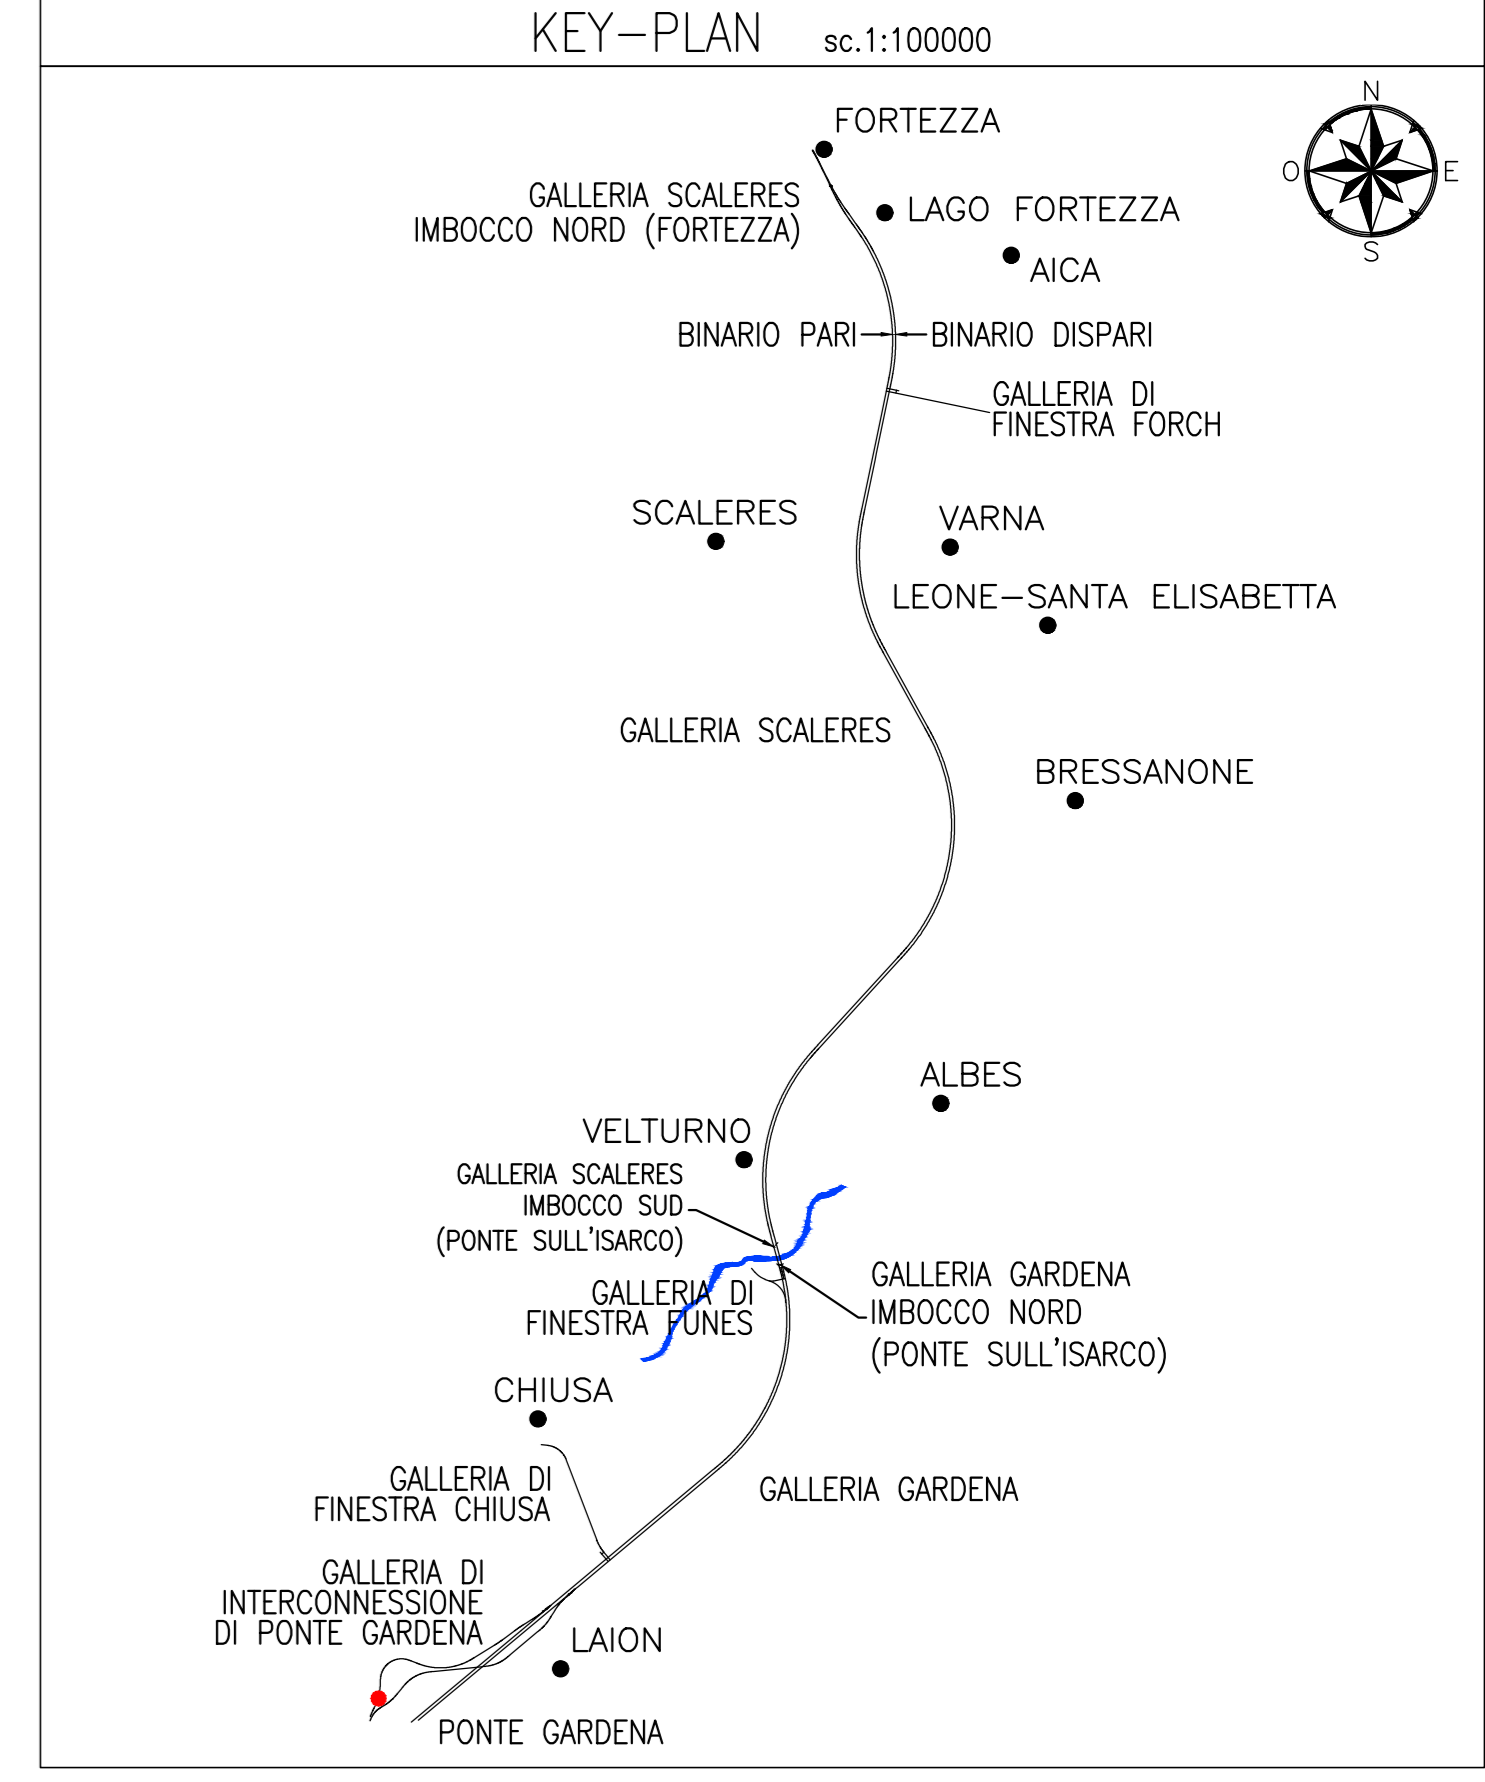 KEY-PLAN sc.1:100000
N
O
E
S
FORTEZZA
GALLERIA SCALERES
IMBOCCO NORD (FORTEZZA)
LAGO FORTEZZA
AICA
BINARIO PARI
BINARIO DISPARI
GALLERIA DI
FINESTRA FORCH
SCALERES
VARNA
LEONE-SANTA ELISABETTA
GALLERIA SCALERES
BRESSANONE
ALBES
VELTURNO
GALLERIA SCALERES
IMBOCCO SUD
(PONTE SULL'ISARCO)
GALLERIA DI
FINESTRA FUNES
GALLERIA GARDENA
IMBOCCO NORD
(PONTE SULL'ISARCO)
CHIUSA
GALLERIA DI
FINESTRA CHIUSA
GALLERIA GARDENA
GALLERIA DI
INTERCONNESSIONE
DI PONTE GARDENA
LAION
PONTE GARDENA